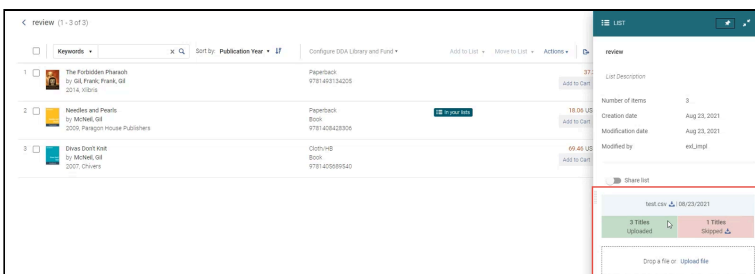 review (1 - 3 of 3)
Keywords
Sort by: Publication Year
Configure DDA Library and Fund
Add to List
Move to List
Actions
1
The Forbidden Pharaoh
by Gil, Frank; Frank, Gil
2014, Xlibris
Paperback
9781493134205
37.
Add to Cart
2
Needles and Pearls
by McNeil, Gil
2009, Paragon House Publishers
Paperback
Book
9781408428306
In your lists
18.06 US
Add to Cart
3
Divas Don't Knit
by McNeil, Gil
2007, Chivers
Cloth/HB
Book
9781405689540
69.46 US
Add to Cart
LIST
review
List Description
Number of items 3
Creation date Aug 23, 2021
Modification date Aug 23, 2021
Modified by exl_impl
Share list
test.csv | 08/23/2021
3 Titles
Uploaded
1 Titles
Skipped
Drop a file or Upload file